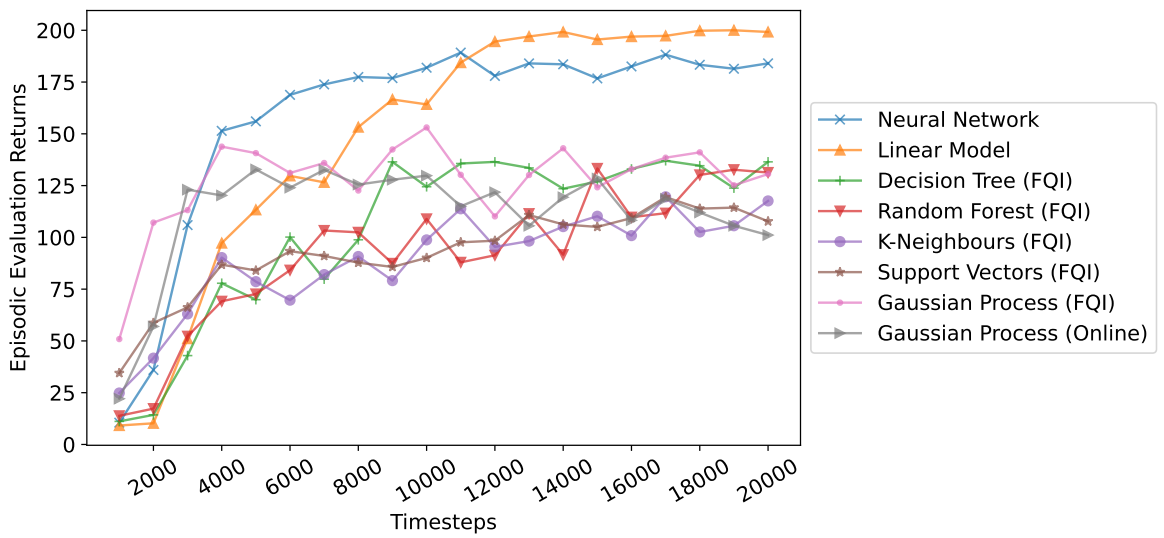 Episodic Evaluation Returns
200
175
150
125
100
75
50
25
0
2000
4000
6000
8000
10000
12000
14000
16000
18000
20000
Timesteps
Neural Network
Linear Model
Decision Tree (FQI)
Random Forest (FQI)
K-Neighbours (FQI)
Support Vectors (FQI)
Gaussian Process (FQI)
Gaussian Process (Online)